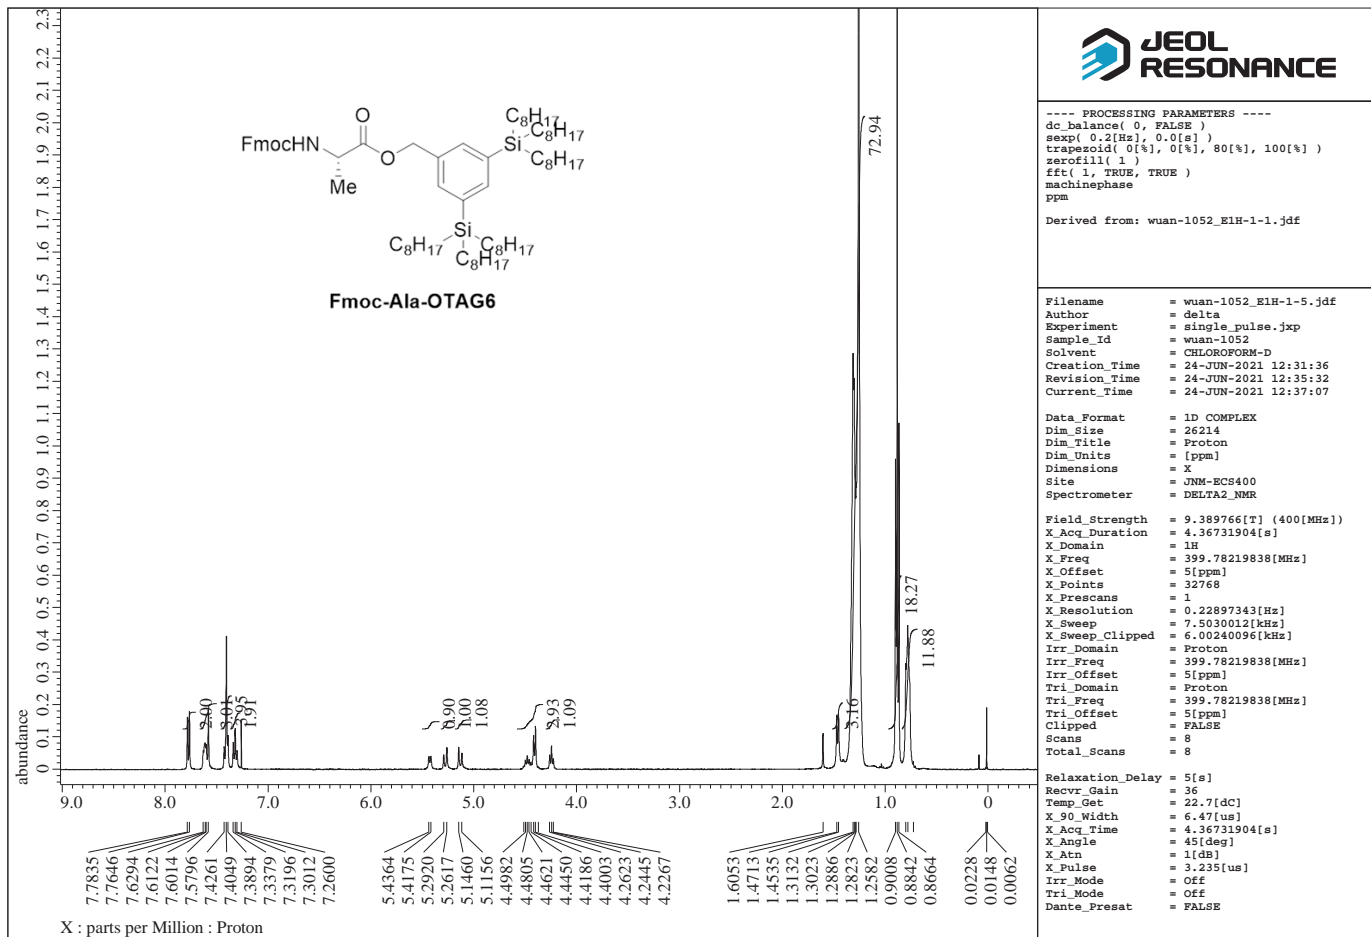 JEOL
RESONANCE
---- PROCESSING PARAMETERS ----
dc_balance( 0, FALSE )
sexp( 0.2[Hz], 0.0[s] )
trapezoid( 0[%], 0[%], 80[%], 100[%] )
zerofill( 1 )
fft( 1, TRUE, TRUE )
machinephase
ppm
Derived from: wuan-1052_E1H-1-1.jdf
Filename = wuan-1052_E1H-1-5.jdf
Author = delta
Experiment = single_pulse.jxp
Sample_Id = wuan-1052
Solvent = CHLOROFORM-D
Creation_Time = 24-JUN-2021 12:31:36
Revision_Time = 24-JUN-2021 12:35:32
Current_Time = 24-JUN-2021 12:37:07
Data_Format = 1D COMPLEX
Dim_Size = 26214
Dim_Title = Proton
Dim_Units = [ppm]
Dimensions = X
Site = JNM-ECS400
Spectrometer = DELTA2_NMR
Field_Strength = 9.389766[T] (400[MHz])
X_Acq_Duration = 4.36731904[s]
X_Domain = 1H
X_Freq = 399.78219838[MHz]
X_Offset = 5[ppm]
X_Points = 32768
X_Prescans = 1
X_Resolution = 0.22897343[Hz]
X_Sweep = 7.5030012[kHz]
X_Sweep_Clipped = 6.00240096[kHz]
Irr_Domain = Proton
Irr_Freq = 399.78219838[MHz]
Irr_Offset = 5[ppm]
Tri_Domain = Proton
Tri_Freq = 399.78219838[MHz]
Tri_Offset = 5[ppm]
Clipped = FALSE
Scans = 8
Total_Scans = 8
Relaxation_Delay = 5[s]
Recvr_Gain = 36
Temp_Get = 22.7[dC]
X_90_Width = 6.47[us]
X_Acq_Time = 4.36731904[s]
X_Angle = 45[deg]
X_Atn = 1[dB]
X_Pulse = 3.235[us]
Irr_Mode = Off
Tri_Mode = Off
Dante_Presat = FALSE
abundance
2.3
2.2
2.1
2.0
1.9
1.8
1.7
1.6
1.5
1.4
1.3
1.2
1.1
1.0
0.9
0.8
0.7
0.6
0.5
0.4
0.3
0.2
0.1
0
FmocHN
O
O
Me
Si
C8H17
C8H17
C8H17
Si
C8H17
C8H17
C8H17
Fmoc-Ala-OTAG6
2.00
3.01
3.95
1.91
0.90
1.00
1.08
2.93
1.09
3.16
72.94
18.27
11.88
9.0 8.0 7.0 6.0 5.0 4.0 3.0 2.0 1.0 0
7.7835
7.7646
7.6294
7.6122
7.6014
7.5796
7.4261
7.4049
7.3894
7.3379
7.3196
7.3012
7.2600
5.4364
5.4175
5.2920
5.2617
5.1460
5.1156
4.4982
4.4805
4.4621
4.4450
4.4186
4.4003
4.2623
4.2445
4.2267
1.6053
1.4713
1.4535
1.3132
1.3023
1.2886
1.2823
1.2582
0.9008
0.8842
0.8664
0.0228
0.0148
0.0062
X : parts per Million : Proton